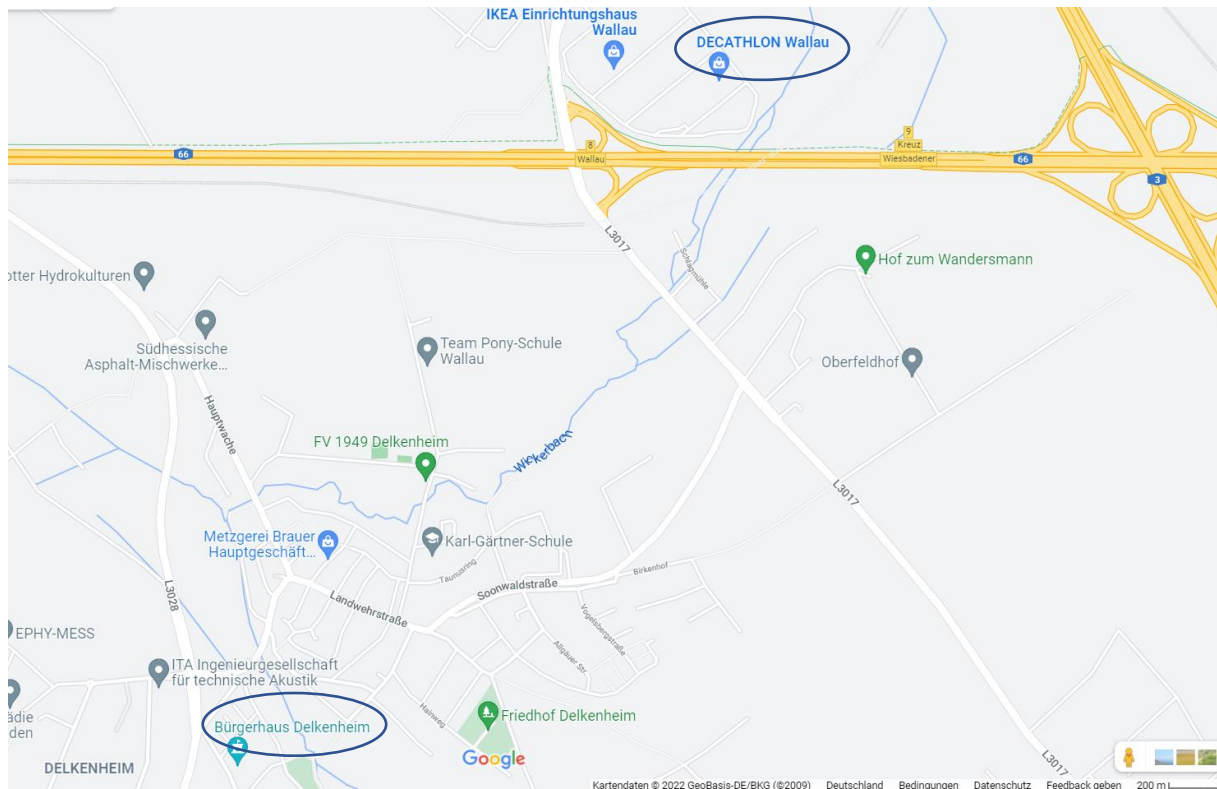 IKEA Einrichtungshaus
Wallau
DECATHLON Wallau
66
8
Wallau
9
Kreuz
Wiesbadener
66
3
L3017
Schlagmühle
Hof zum Wandersmann
otter Hydrokulturen
Südhessische
Asphalt-Mischwerke...
Team Pony-Schule
Wallau
Oberfeldhof
Hauptwache
FV 1949 Delkenheim
Wickerbach
L3017
Metzgerei Brauer
Hauptgeschäft...
Karl-Gärtner-Schule
Taunusring
Soonwaldstraße
Birkenhof
L3028
Landwehrstraße
Vogelsbergstraße
EPHY-MESS
Allgäuer Str.
ITA Ingenieurgesellschaft
für technische Akustik
Hainweg
ädie
den
Bürgerhaus Delkenheim
Friedhof Delkenheim
L3017
DELKENHEIM
Google
Kartendaten © 2022 GeoBasis-DE/BKG (©2009) Deutschland Bedingungen Datenschutz Feedback geben 200 m